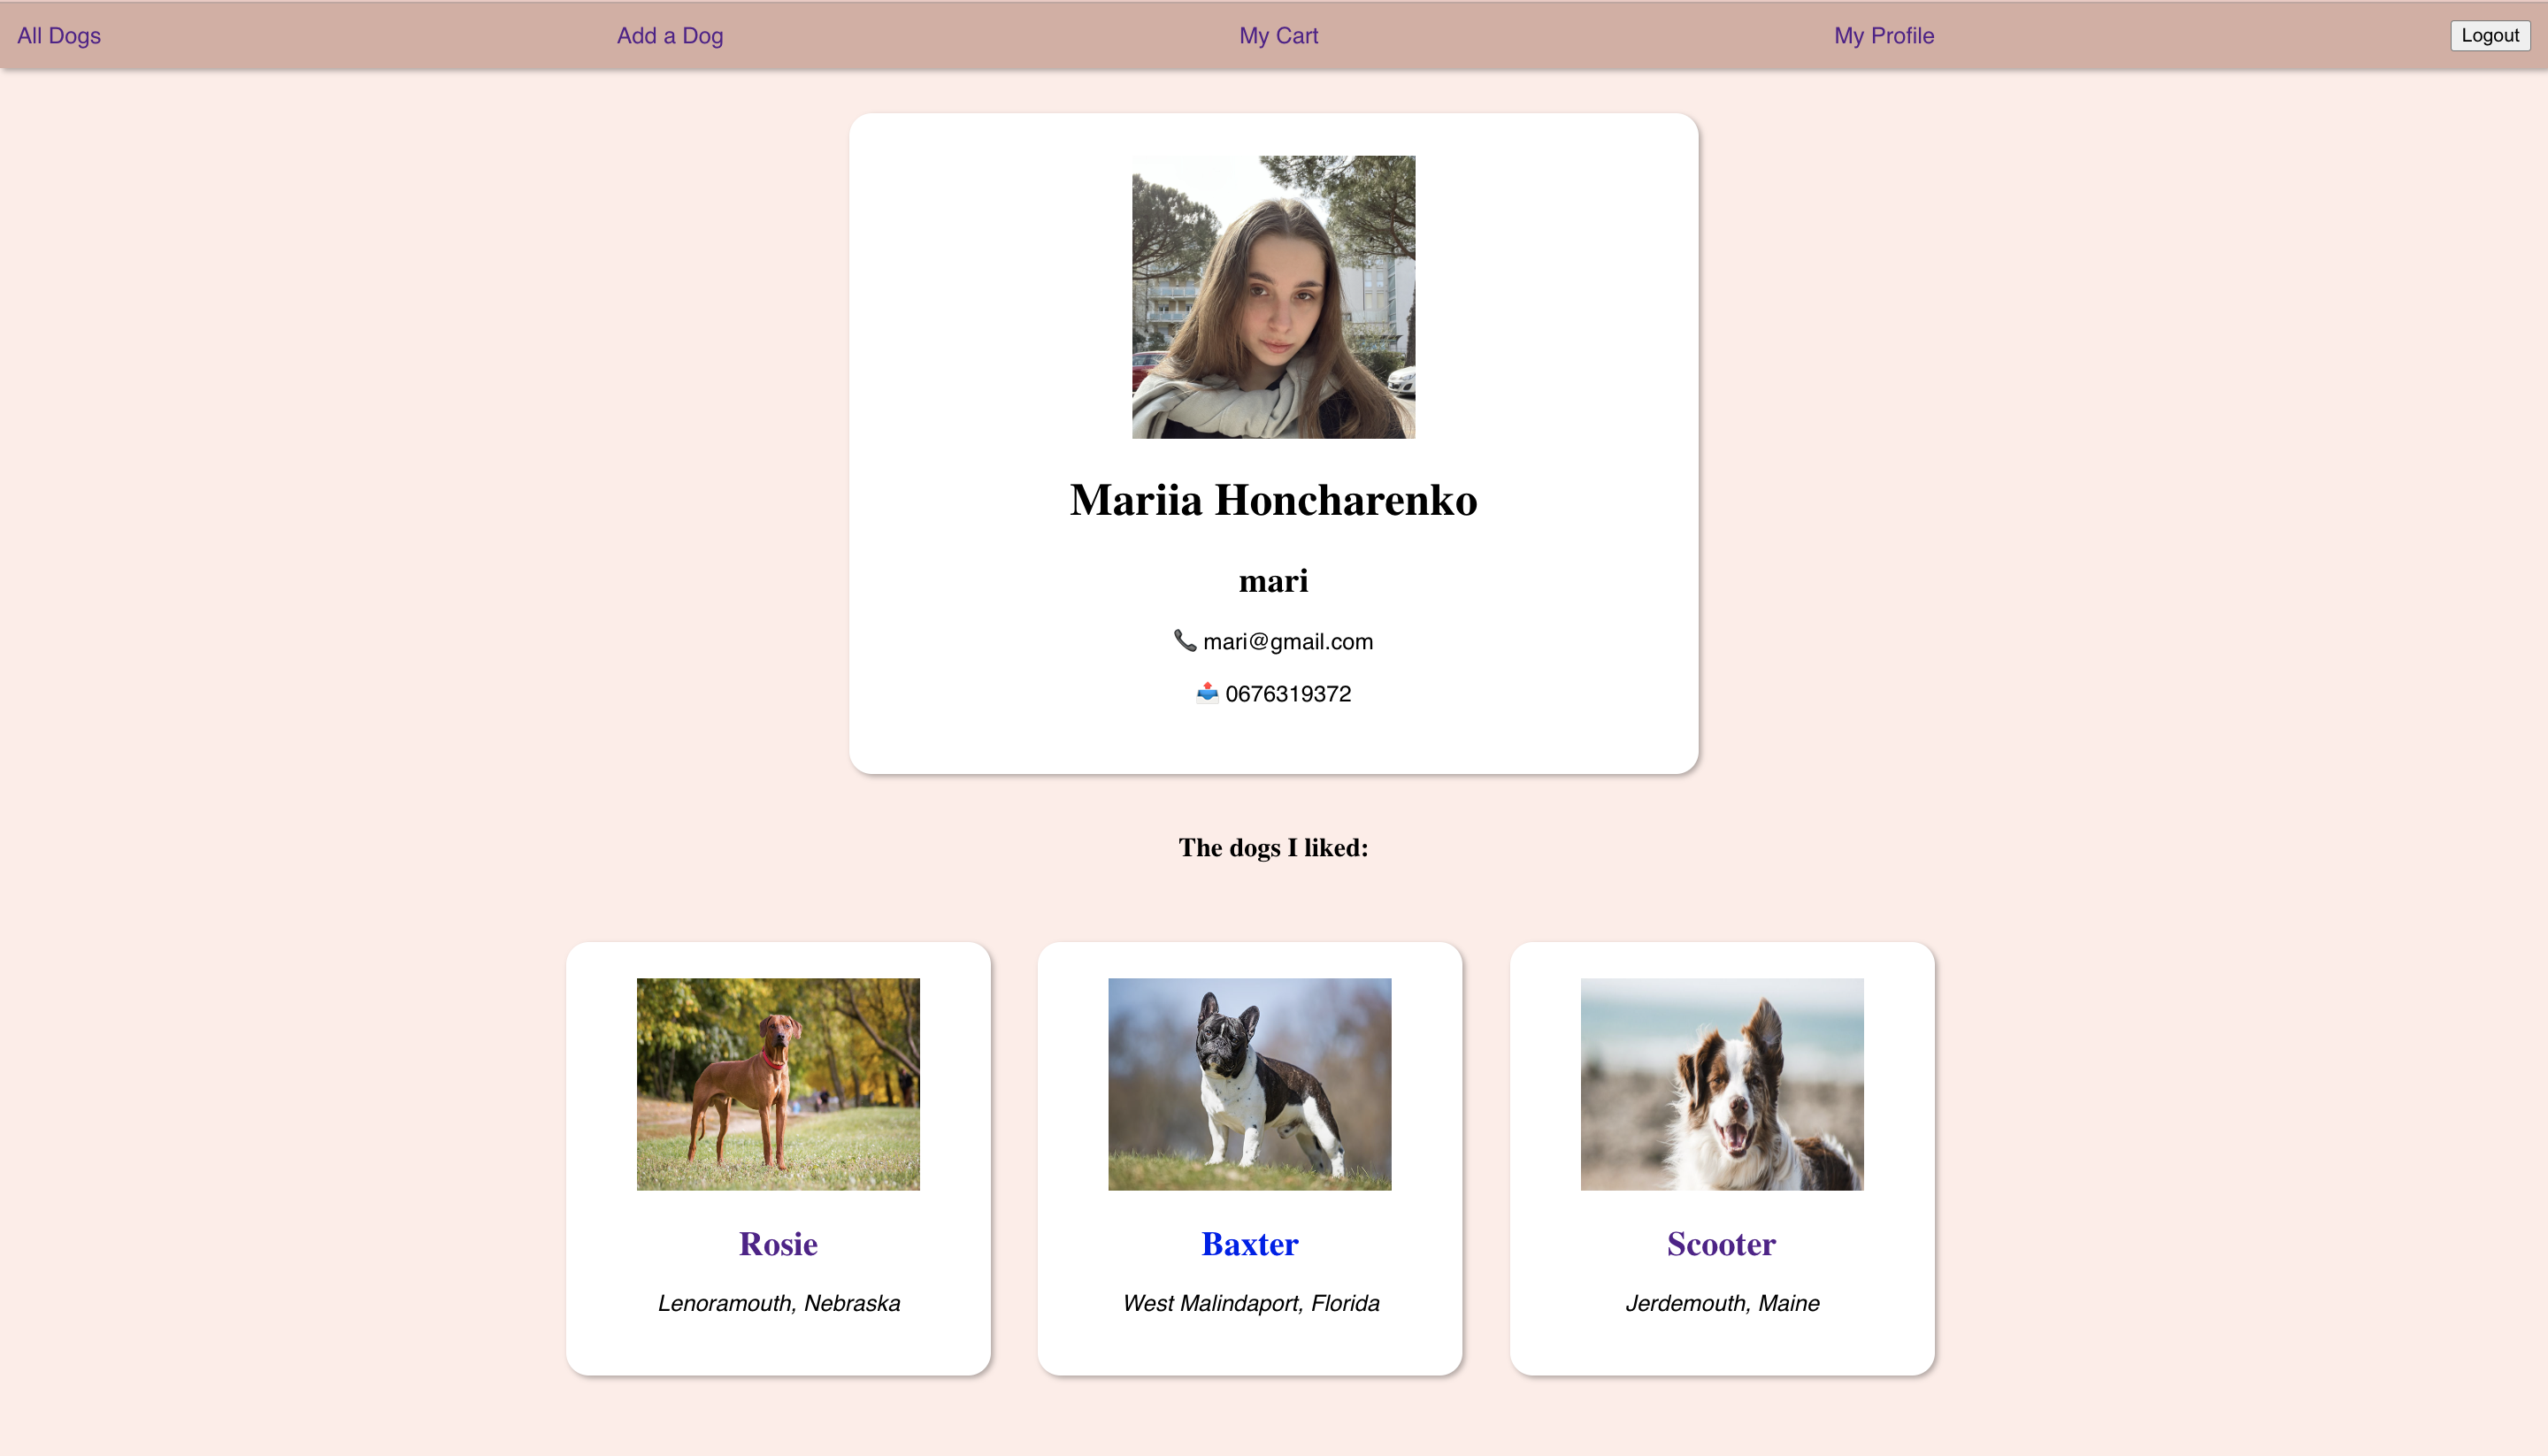 All Dogs Add a Dog My Cart My Profile Logout
Mariia Honcharenko
mari
📞 mari@gmail.com
📤 0676319372
The dogs I liked:
Rosie Baxter Scooter
Lenoramouth, Nebraska West Malindaport, Florida Jerdemouth, Maine